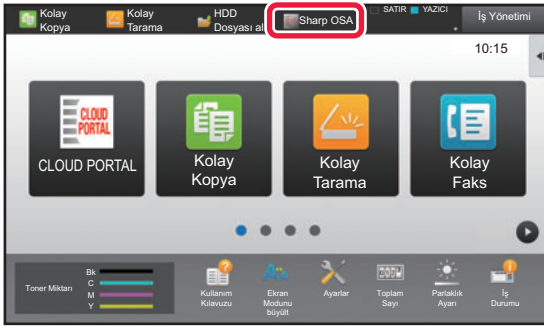 Kolay
Kopya
Kolay
Tarama
HDD
Dosyası al
Sharp OSA
SATIR
YAZICI
İş Yönetimi
10:15
CLOUD
PORTAL
CLOUD PORTAL
Kolay
Kopya
Kolay
Tarama
Kolay
Faks
Toner Miktarı
Bk
C
M
Y
Kullanım
Kılavuzu
Ekran
Modunu
büyült
Ayarlar
Toplam
Sayı
Parlaklık
Ayarı
İş
Durumu